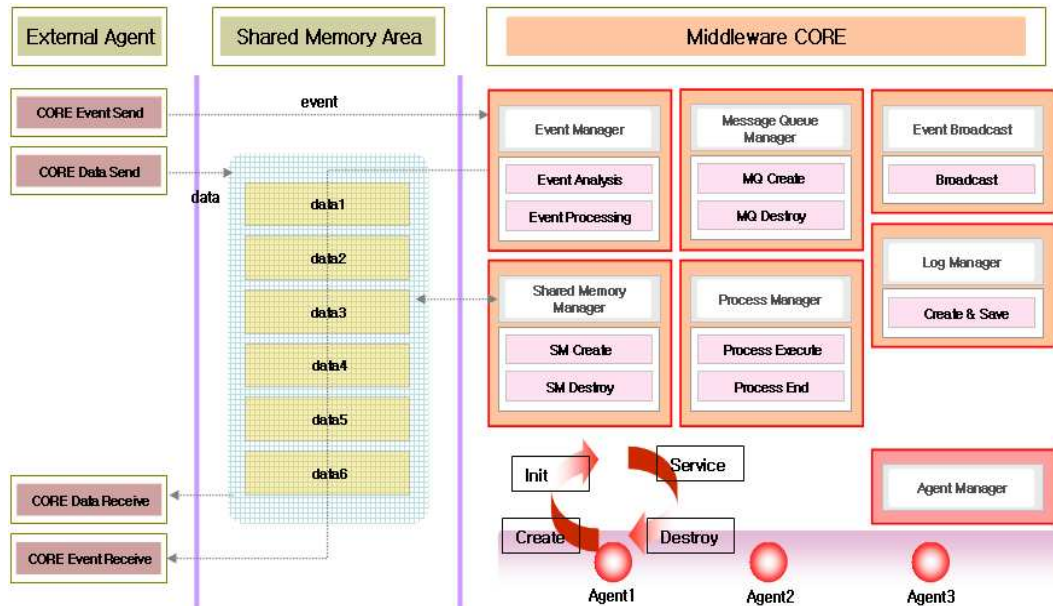 External Agent
Shared Memory Area
Middleware CORE
CORE Event Send
event
CORE Data Send
data
data1
data2
data3
data4
data5
data6
CORE Data Receive
CORE Event Receive
Event Manager
Event Analysis
Event Processing
Message Queue
Manager
MQ Create
MQ Destroy
Event Broadcast
Broadcast
Shared Memory
Manager
SM Create
SM Destroy
Process Manager
Process Execute
Process End
Log Manager
Create & Save
Init
Service
Create
Destroy
Agent Manager
Agent1
Agent2
Agent3